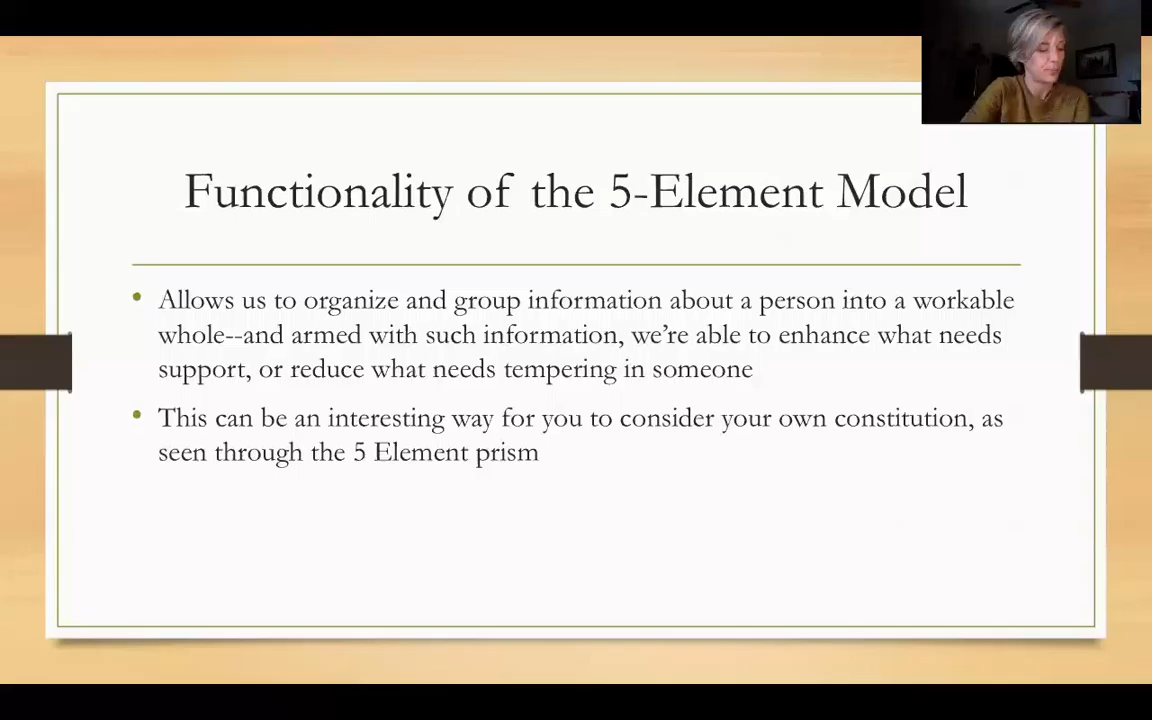 Functionality of the 5-Element Model
• Allows us to organize and group information about a person into a workable
whole--and armed with such information, we’re able to enhance what needs
support, or reduce what needs tempering in someone
• This can be an interesting way for you to consider your own constitution, as
seen through the 5 Element prism